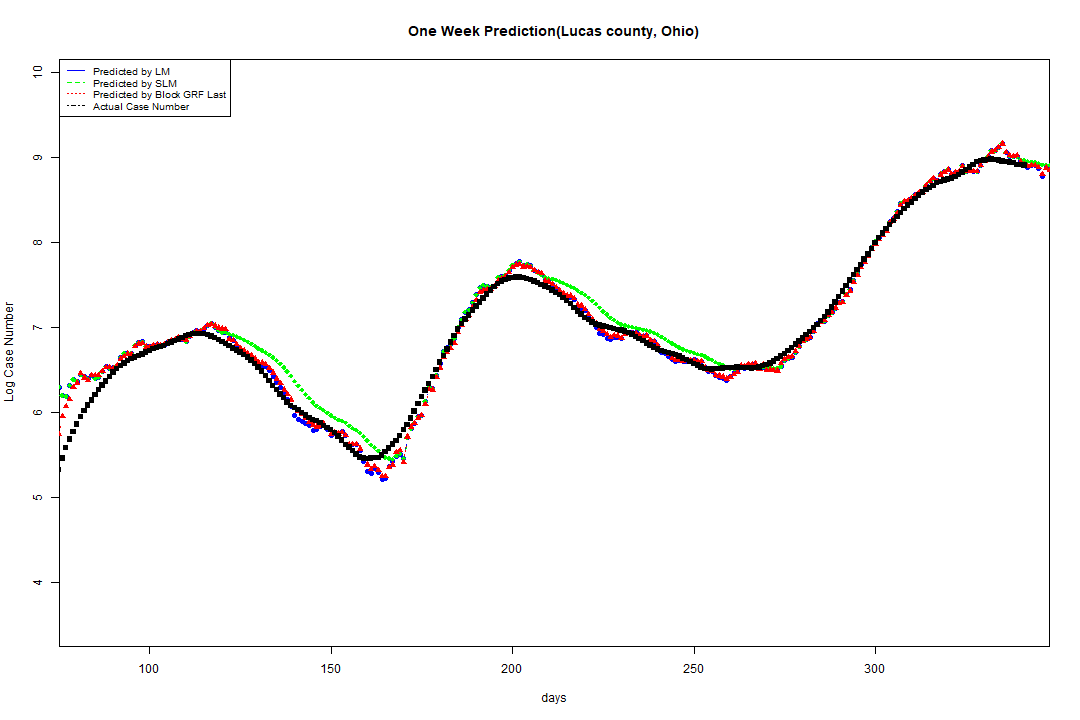 One Week Prediction(Lucas county, Ohio)
Predicted by LM
Predicted by SLM
Predicted by Block GRF Last
Actual Case Number
Log Case Number
10
9
8
7
6
5
4
100 150 200 250 300
days